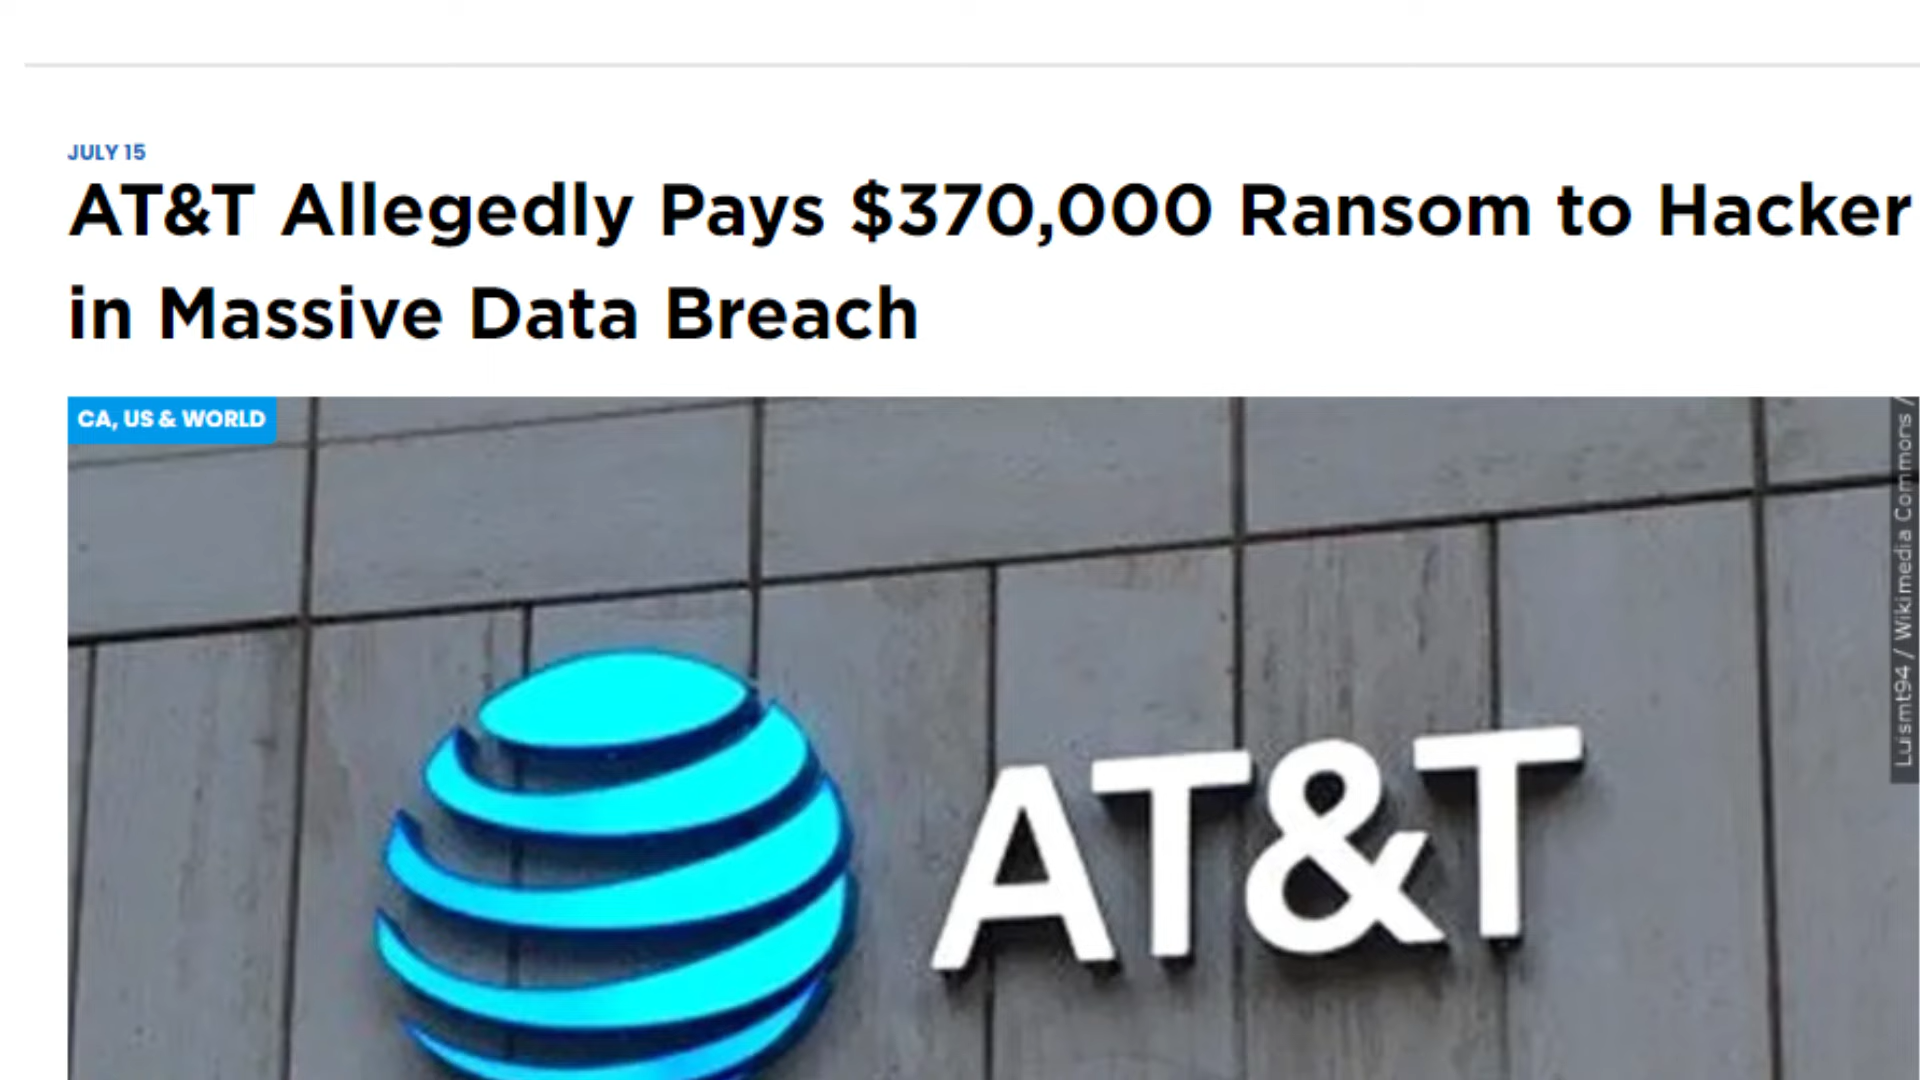 JULY 15
AT&T Allegedly Pays $370,000 Ransom to Hacker
in Massive Data Breach
CA, US & WORLD
Luismt94 / Wikimedia Commons /
AT&T